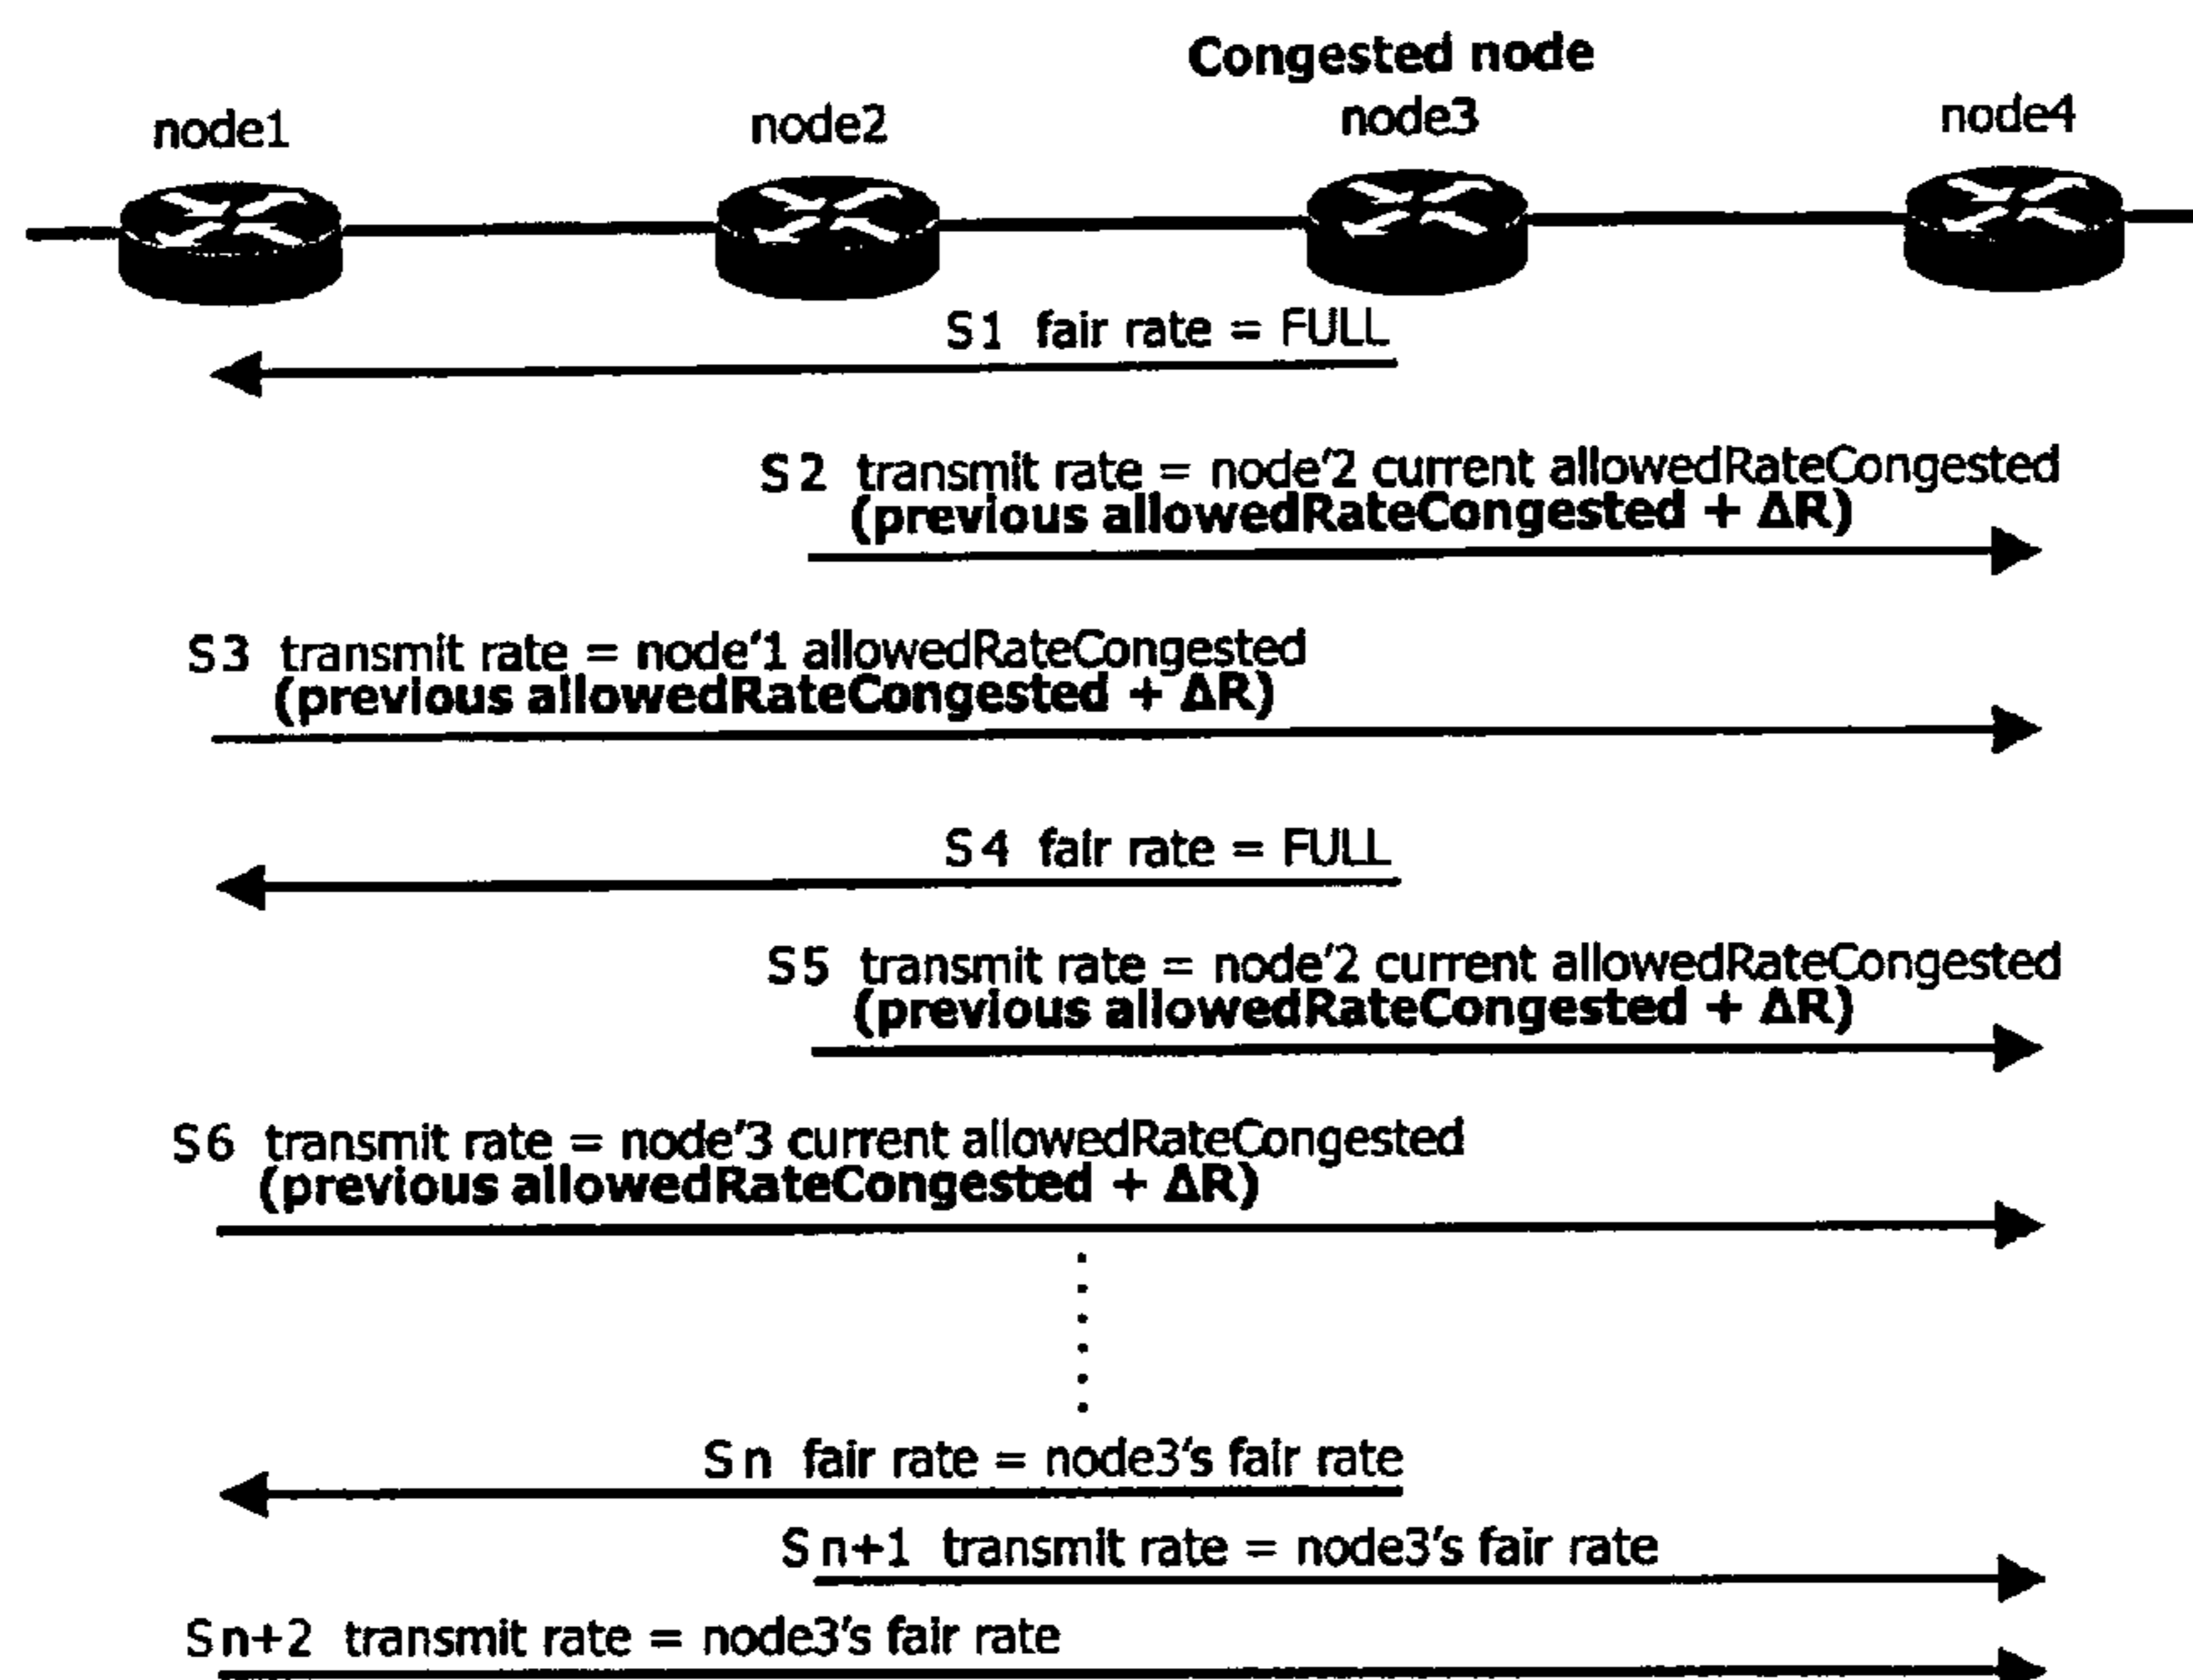 Congested node
node1
node2
node3
node4
S1 fair rate = FULL
S2 transmit rate = node'2 current allowedRateCongested
(previous allowedRateCongested + ΔR)
S3 transmit rate = node'1 allowedRateCongested
(previous allowedRateCongested + ΔR)
S4 fair rate = FULL
S5 transmit rate = node'2 current allowedRateCongested
(previous allowedRateCongested + ΔR)
S6 transmit rate = node'3 current allowedRateCongested
(previous allowedRateCongested + ΔR)
Sn fair rate = node3's fair rate
Sn+1 transmit rate = node3's fair rate
Sn+2 transmit rate = node3's fair rate